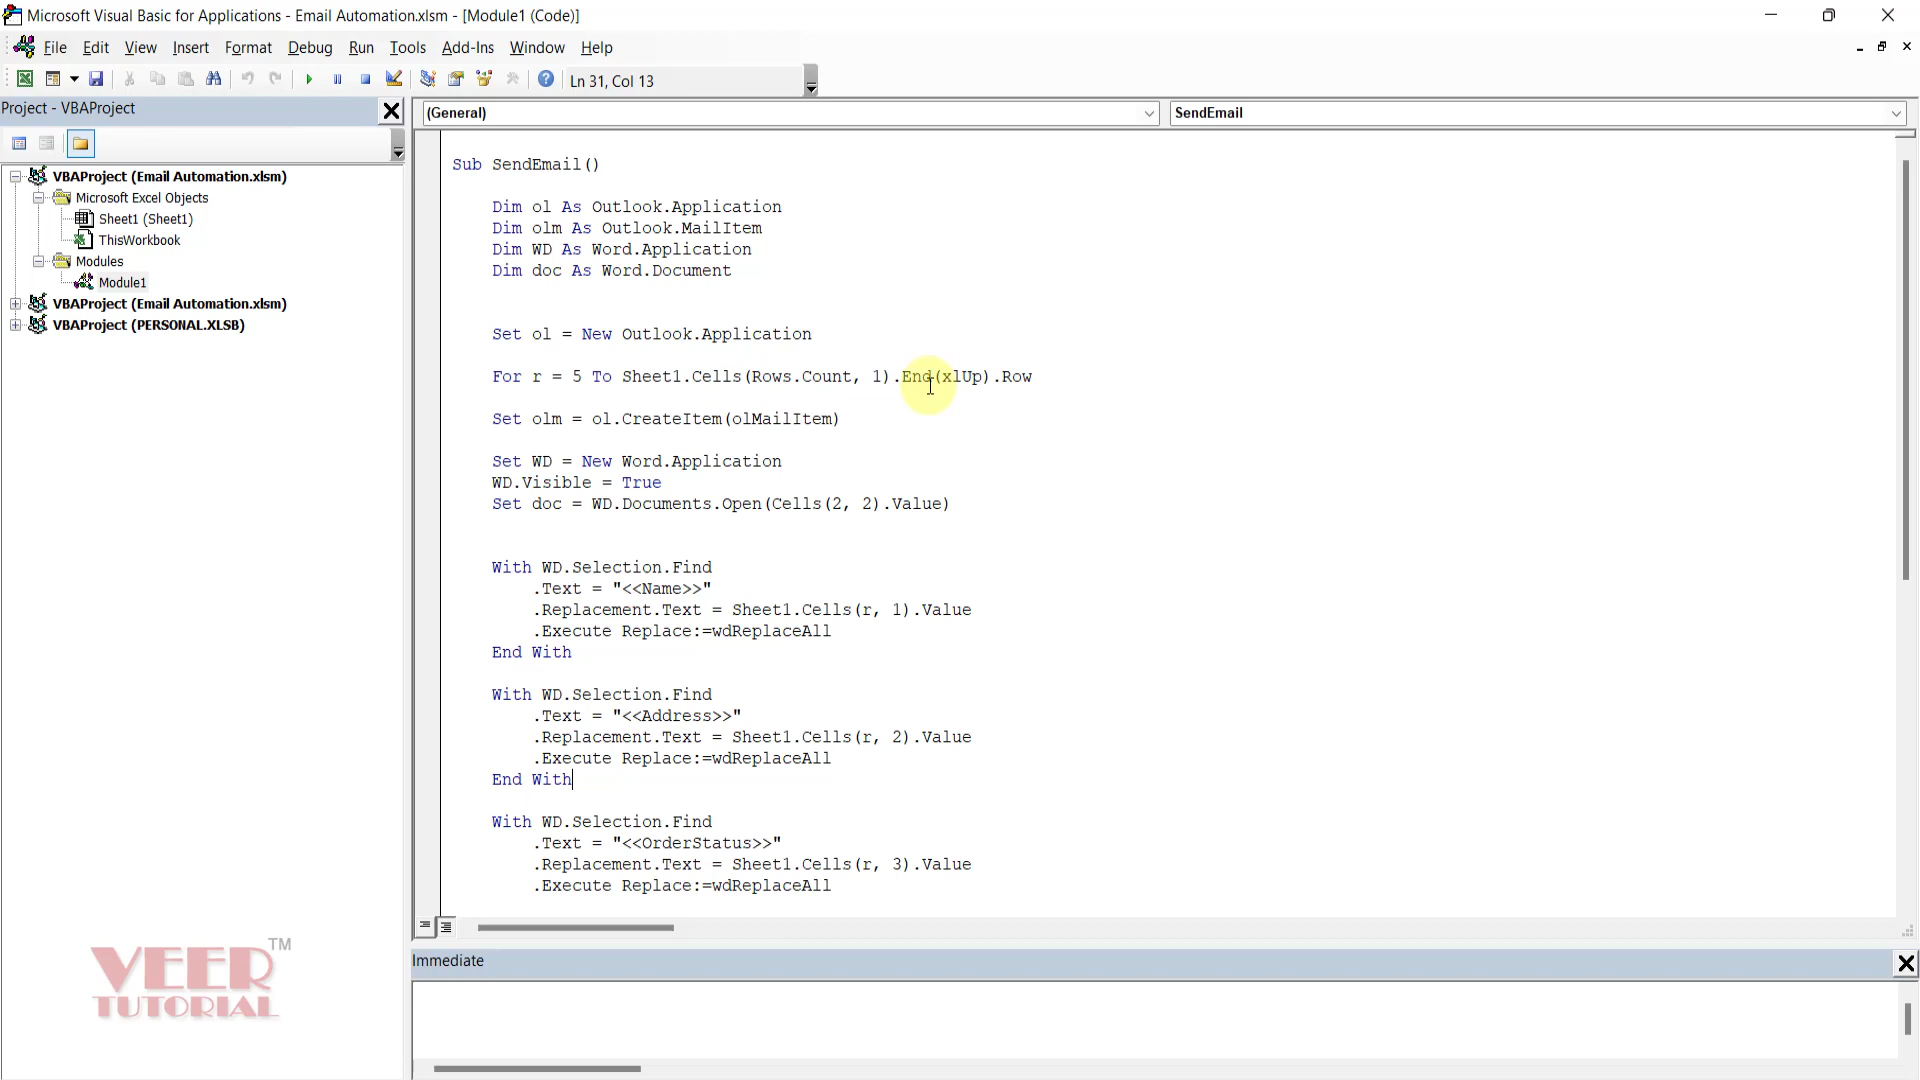 Microsoft Visual Basic for Applications - Email Automation.xlsm - [Module1 (Code)]
File Edit View Insert Format Debug Run Tools Add-Ins Window Help
Ln 31, Col 13
Project - VBAProject
(General)
SendEmail
VBAProject (Email Automation.xlsm)
Microsoft Excel Objects
Sheet1 (Sheet1)
ThisWorkbook
Modules
Module1
VBAProject (Email Automation.xlsm)
VBAProject (PERSONAL.XLSB)
Sub SendEmail()
Dim ol As Outlook.Application
Dim olm As Outlook.MailItem
Dim WD As Word.Application
Dim doc As Word.Document
Set ol = New Outlook.Application
For r = 5 To Sheet1.Cells(Rows.Count, 1).End(xlUp).Row
Set olm = ol.CreateItem(olMailItem)
Set WD = New Word.Application
WD.Visible = True
Set doc = WD.Documents.Open(Cells(2, 2).Value)
With WD.Selection.Find
.Text = "<<Name>>"
.Replacement.Text = Sheet1.Cells(r, 1).Value
.Execute Replace:=wdReplaceAll
End With
With WD.Selection.Find
.Text = "<<Address>>"
.Replacement.Text = Sheet1.Cells(r, 2).Value
.Execute Replace:=wdReplaceAll
End With
With WD.Selection.Find
.Text = "<<OrderStatus>>"
.Replacement.Text = Sheet1.Cells(r, 3).Value
.Execute Replace:=wdReplaceAll
Immediate
VEER TM
TUTORIAL